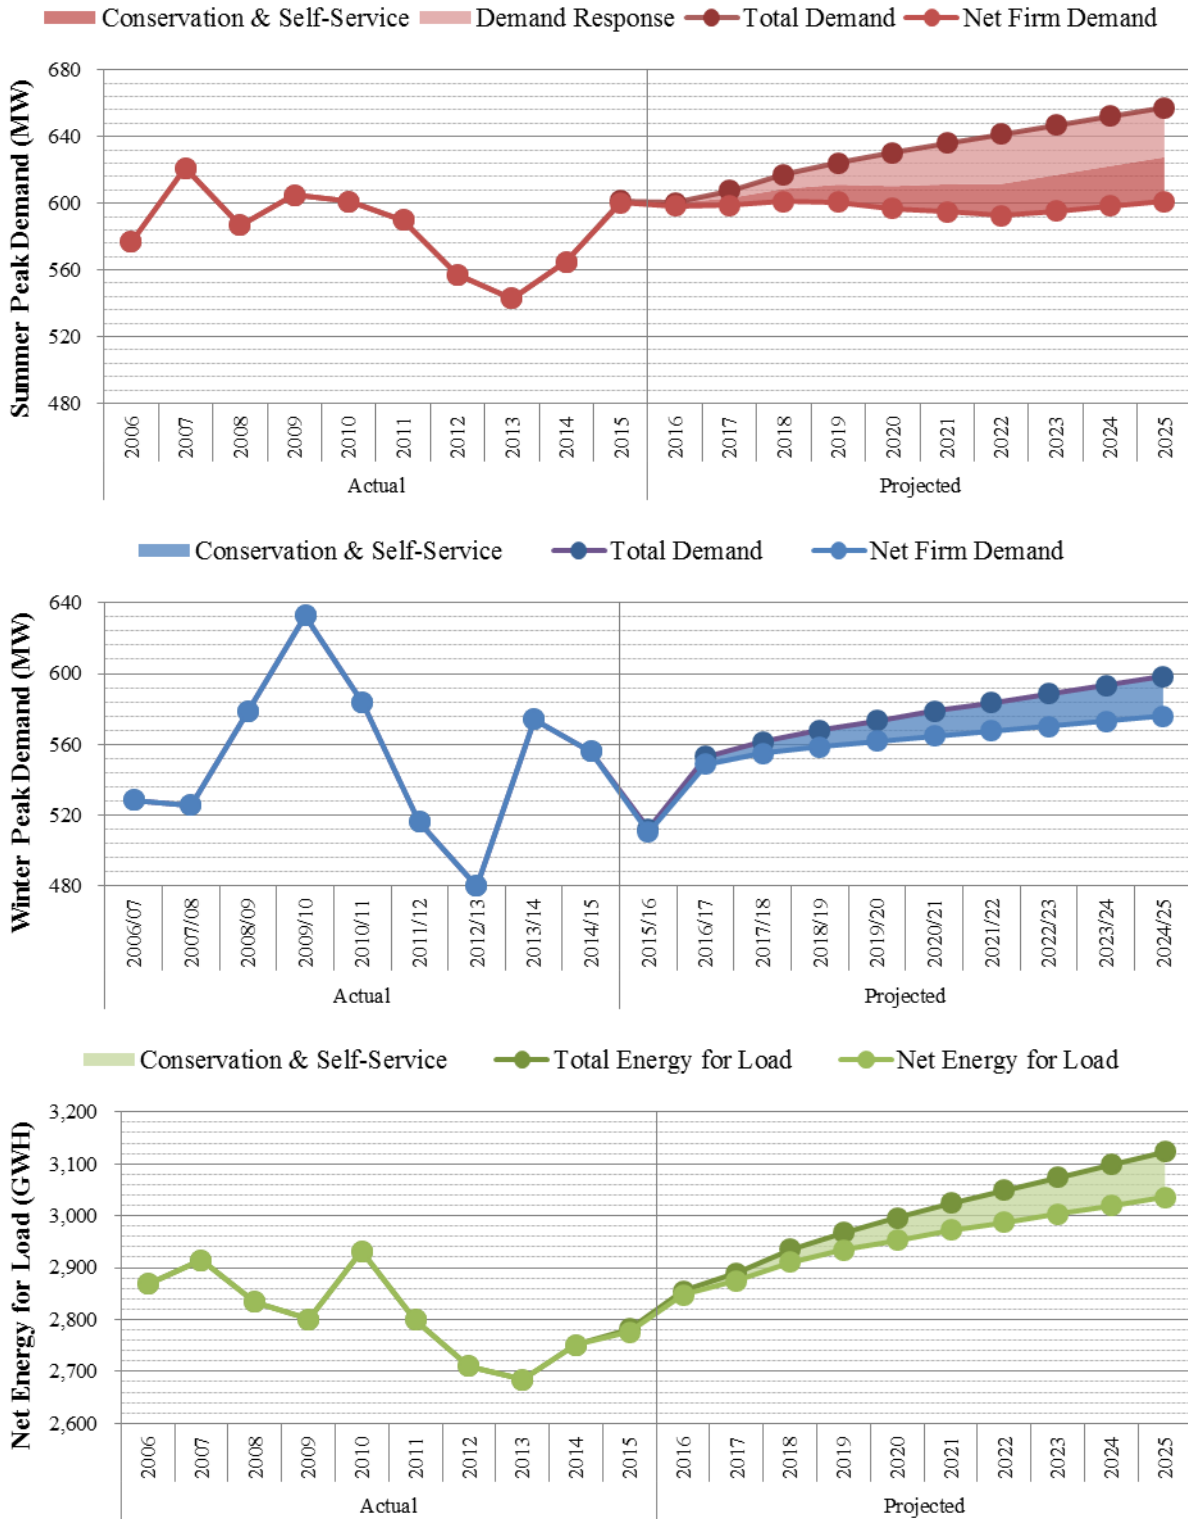 Conservation & Self-Service Demand Response Total Demand Net Firm Demand
Summer Peak Demand (MW)
680
640
600
560
520
480
2006 2007 2008 2009 2010 2011 2012 2013 2014 2015 2016 2017 2018 2019 2020 2021 2022 2023 2024 2025
Actual Projected
Conservation & Self-Service Total Demand Net Firm Demand
Winter Peak Demand (MW)
640
600
560
520
480
2006/07 2007/08 2008/09 2009/10 2010/11 2011/12 2012/13 2013/14 2014/15 2015/16 2016/17 2017/18 2018/19 2019/20 2020/21 2021/22 2022/23 2023/24 2024/25
Actual Projected
Conservation & Self-Service Total Energy for Load Net Energy for Load
Net Energy for Load (GWH)
3,200
3,100
3,000
2,900
2,800
2,700
2,600
2006 2007 2008 2009 2010 2011 2012 2013 2014 2015 2016 2017 2018 2019 2020 2021 2022 2023 2024 2025
Actual Projected